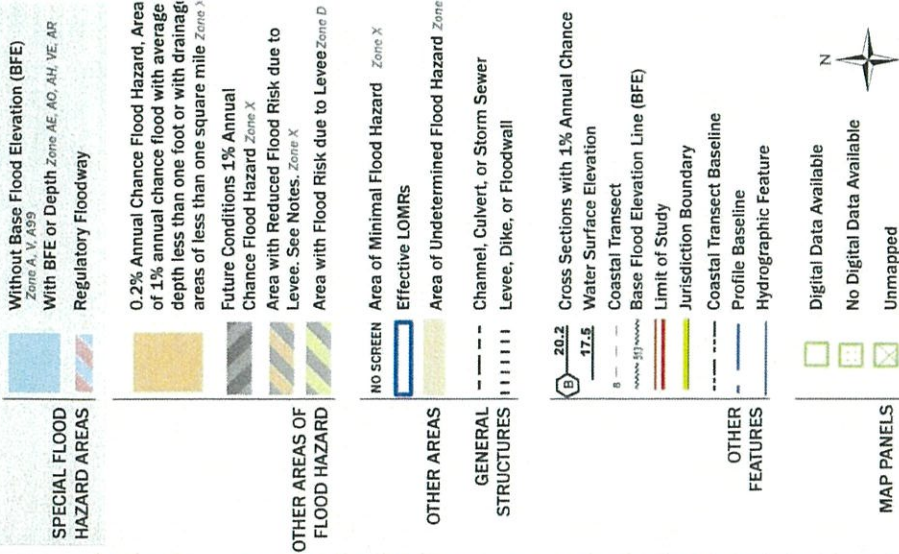 SPECIAL FLOOD
HAZARD AREAS
Without Base Flood Elevation (BFE)
Zone A, V, A99
With BFE or Depth Zone AE, AO, AH, VE, AR
Regulatory Floodway
OTHER AREAS OF
FLOOD HAZARD
0.2% Annual Chance Flood Hazard, Area
of 1% annual chance flood with average
depth less than one foot or with drainag
areas of less than one square mile Zone
Future Conditions 1% Annual
Chance Flood Hazard Zone X
Area with Reduced Flood Risk due to
Levee. See Notes. Zone X
Area with Flood Risk due to Levee Zone D
OTHER AREAS
NO SCREEN Area of Minimal Flood Hazard Zone X
Effective LOMRs
Area of Undetermined Flood Hazard Zone
GENERAL
STRUCTURES
Channel, Culvert, or Storm Sewer
Levee, Dike, or Floodwall
OTHER
FEATURES
B 20.2 Cross Sections with 1% Annual Chance
17.5 Water Surface Elevation
8 Coastal Transect
513 Base Flood Elevation Line (BFE)
Limit of Study
Jurisdiction Boundary
Coastal Transect Baseline
Profile Baseline
Hydrographic Feature
MAP PANELS
Digital Data Available
No Digital Data Available
Unmapped
N